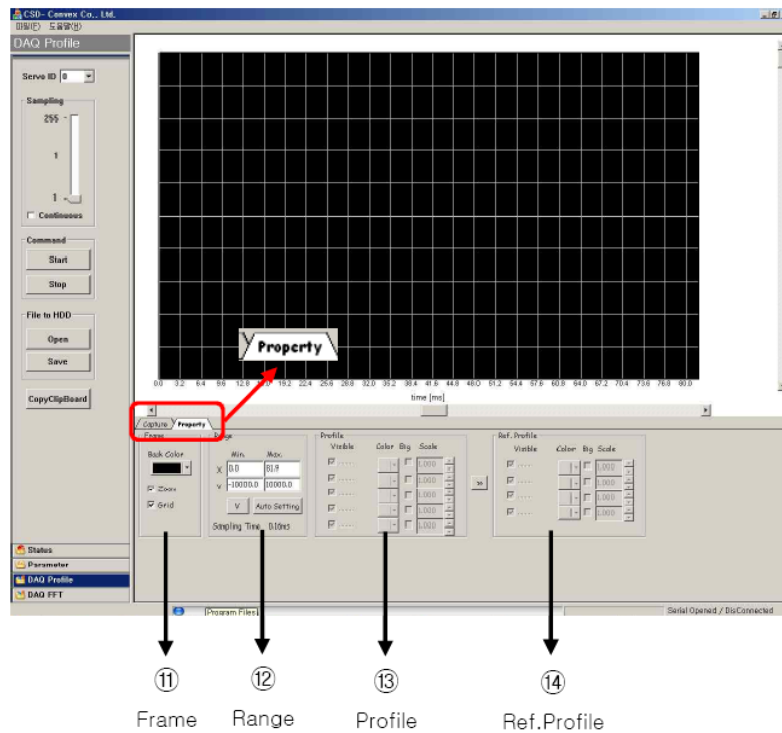 CSD- Convex Co,. Ltd.
파일(F) 도움말(H)
DAQ Profile
Servo ID 0
Sampling
255
1
1
Continuous
Command
Start
Stop
File to HDD
Open
Save
CopyClipBoard
Property
0.0 3.2 6.4 9.6 12.8 19.2 22.4 25.6 28.8 32.0 35.2 38.4 41.6 44.8 48.0 51.2 54.4 57.6 60.8 64.0 67.2 70.4 73.6 76.8 80.0
time [ms]
Capture Property
Frame
Back Color
Zoom
Grid
Range
Min. Max.
X 0.0 81.9
-10000.0 10000.0
V Auto Setting
Sampling Time 0.16ms
Profile
Visible Color Big Scale
..... 1.000
..... 1.000
..... 1.000
..... 1.000
>>
Ref. Profile
Visible Color Big Scale
..... 1.000
..... 1.000
..... 1.000
..... 1.000
Status
Parameter
DAQ Profile
DAQ FFT
[Program Files]
Serial Opened / DisConnected
⑪ ⑫ ⑬ ⑭
Frame Range Profile Ref.Profile